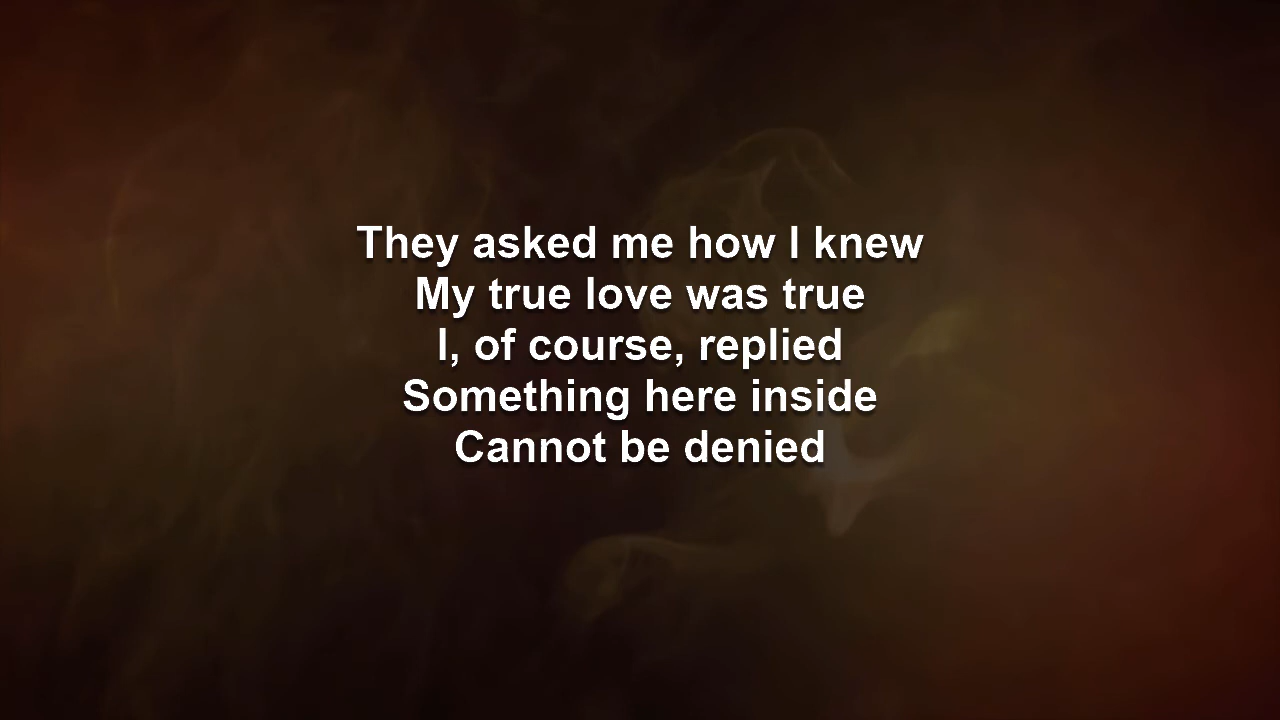 They asked me how I knew
My true love was true
I, of course, replied
Something here inside
Cannot be denied